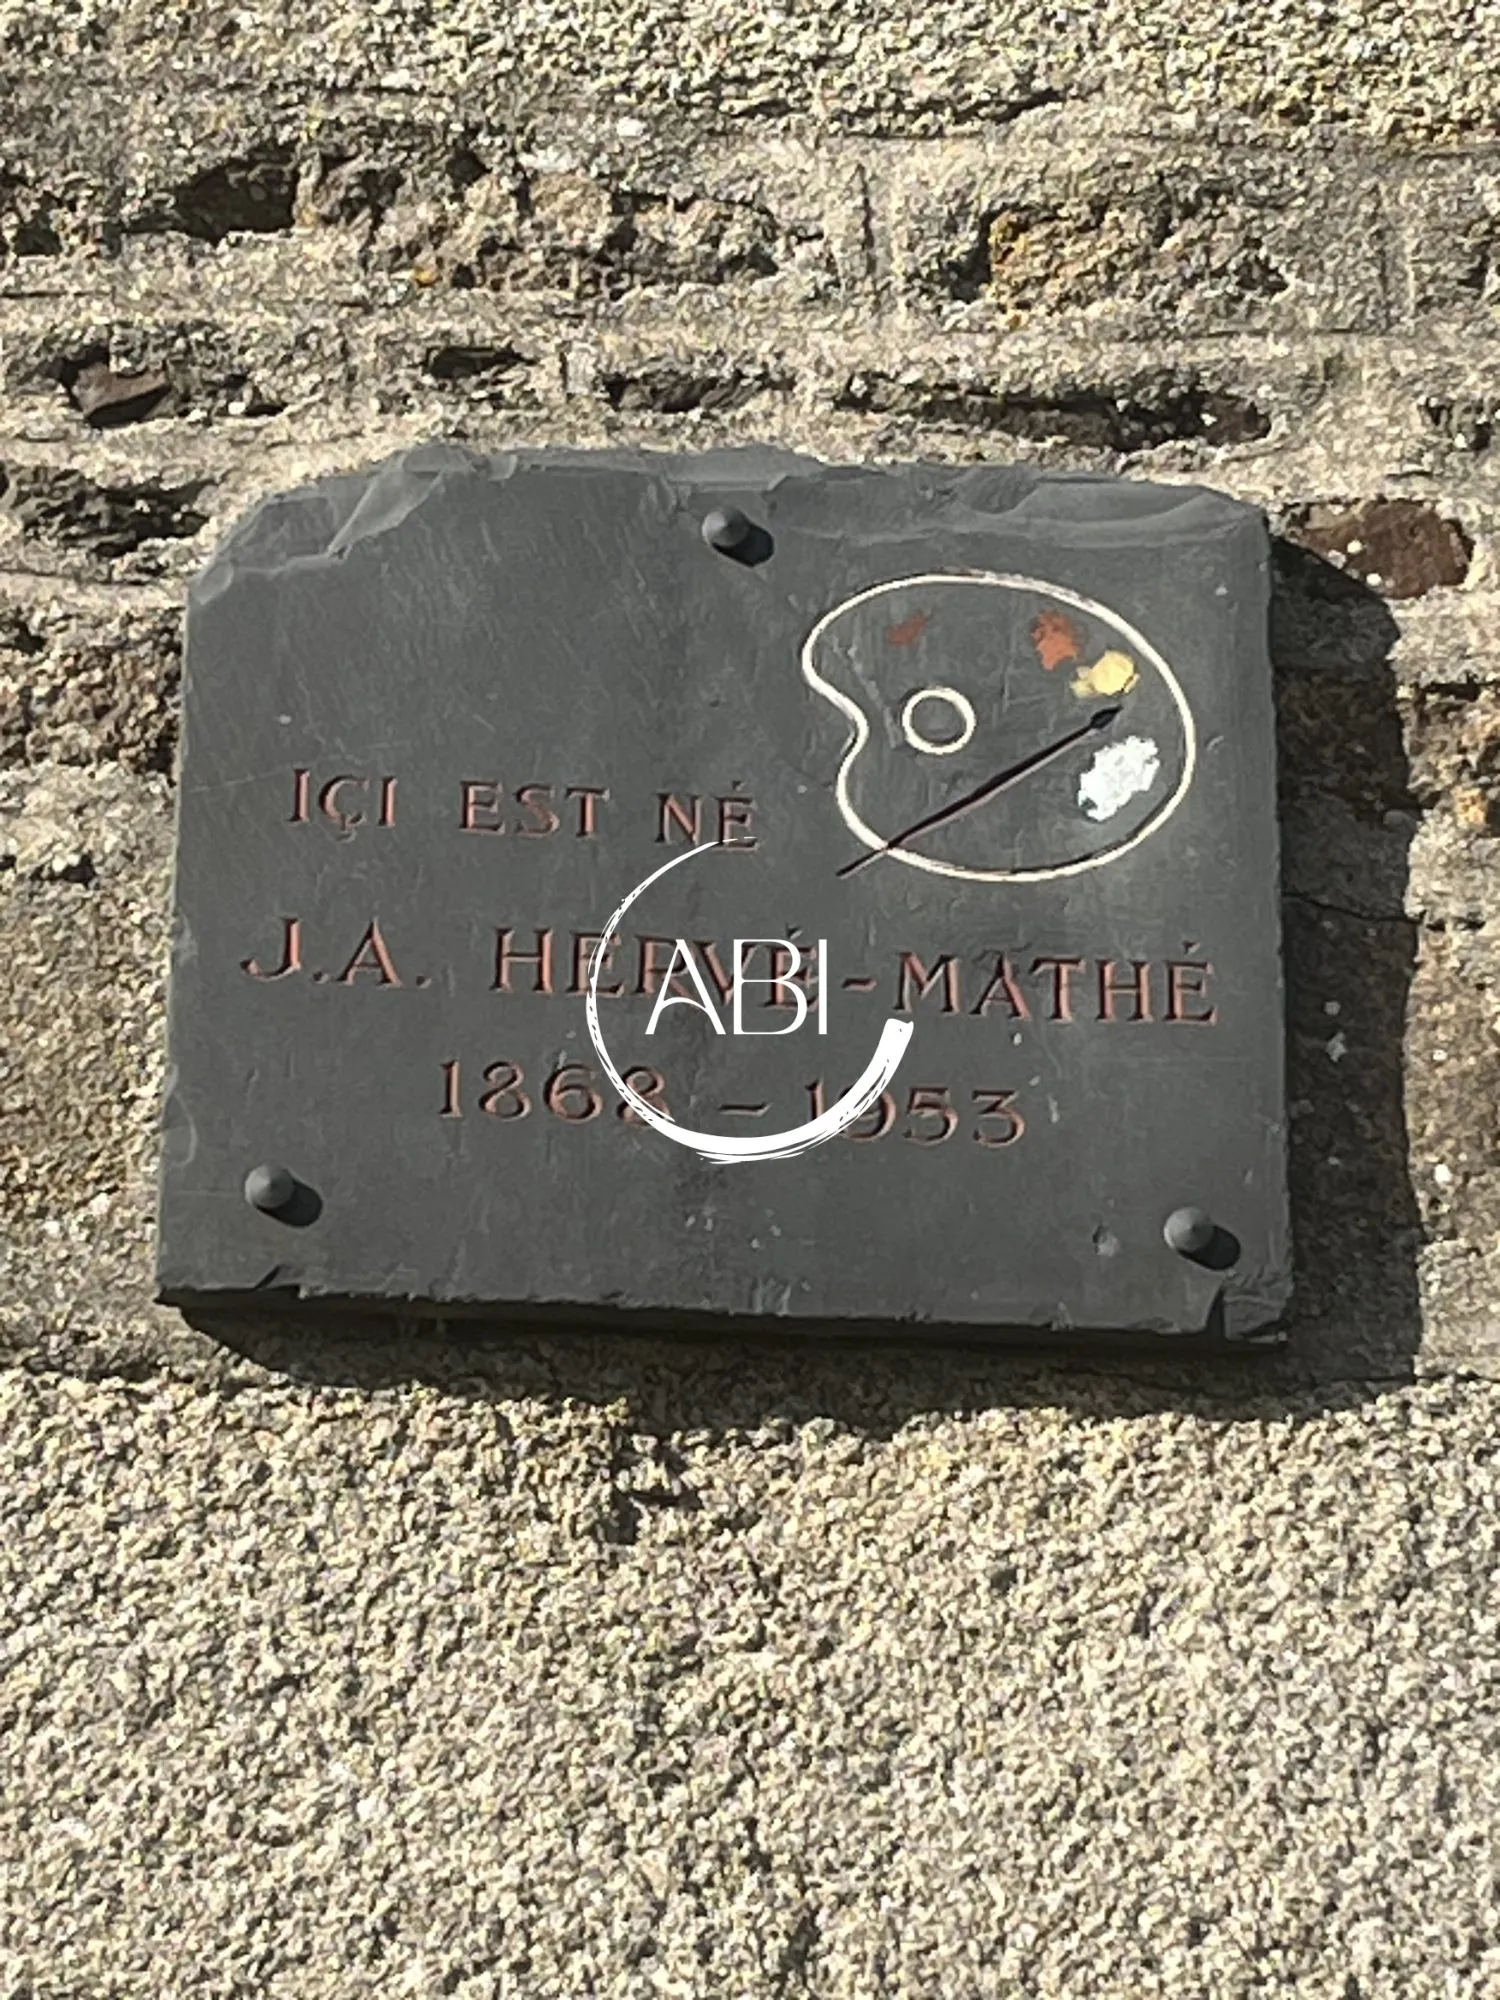 IÇI EST NÉ
J.A. HERVÉ-MATHÉ
ABI
1868 - 1953